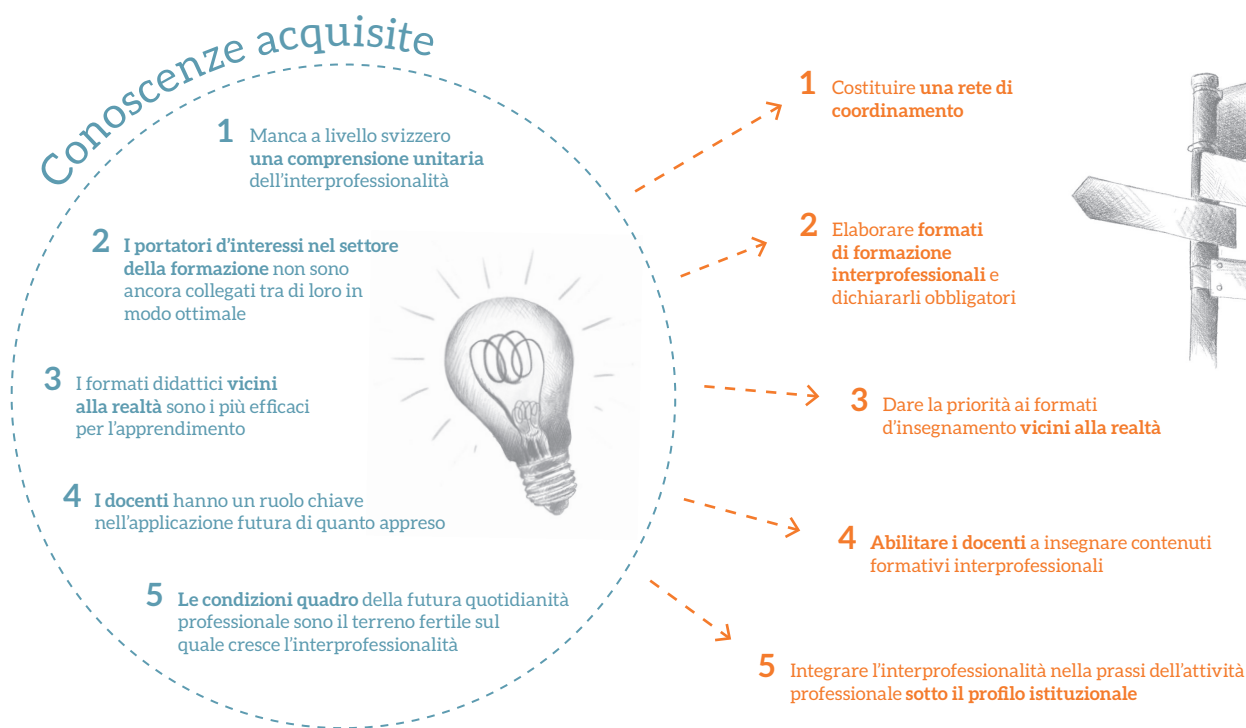 Conoscenze acquisite
1 Manca a livello svizzero
una comprensione unitaria
dell'interprofessionalità
2 I portatori d'interessi nel settore
della formazione non sono
ancora collegati tra di loro in
modo ottimale
3 I formati didattici vicini
alla realtà sono i più efficaci
per l'apprendimento
4 I docenti hanno un ruolo chiave
nell'applicazione futura di quanto appreso
5 Le condizioni quadro della futura quotidianità
professionale sono il terreno fertile sul
quale cresce l'interprofessionalità
1 Costituire una rete di
coordinamento
2 Elaborare formati
di formazione
interprofessionali e
dichiararli obbligatori
3 Dare la priorità ai formati
d'insegnamento vicini alla realtà
4 Abilitare i docenti a insegnare contenuti
formativi interprofessionali
5 Integrare l'interprofessionalità nella prassi dell'attività
professionale sotto il profilo istituzionale